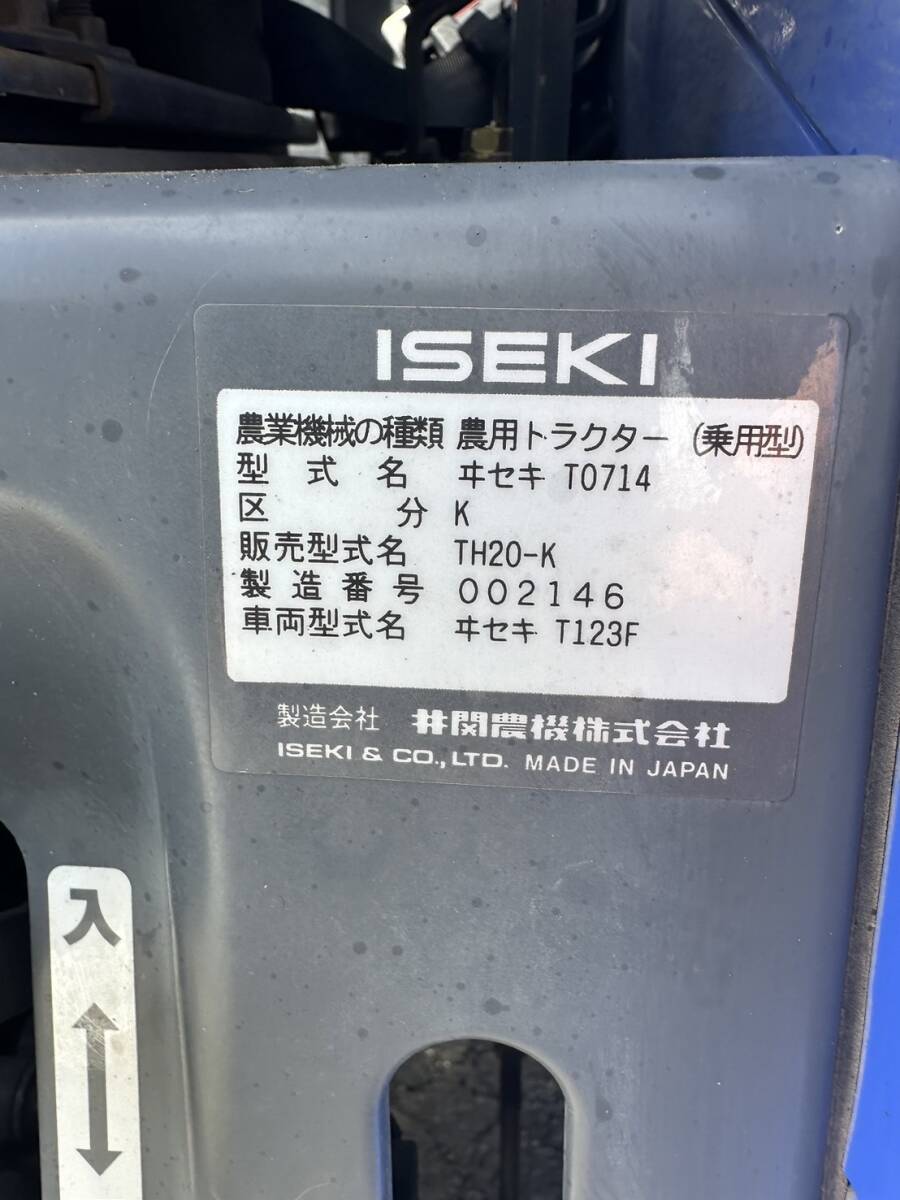 ISEKI
農業機械の種類 農用トラクター (乗用型)
型式名 ヰセキ T0714
区分 K
販売型式名 TH20-K
製造番号 002146
車両型式名 ヰセキ T123F
製造会社 井関農機株式会社
ISEKI & CO., LTD. MADE IN JAPAN
入